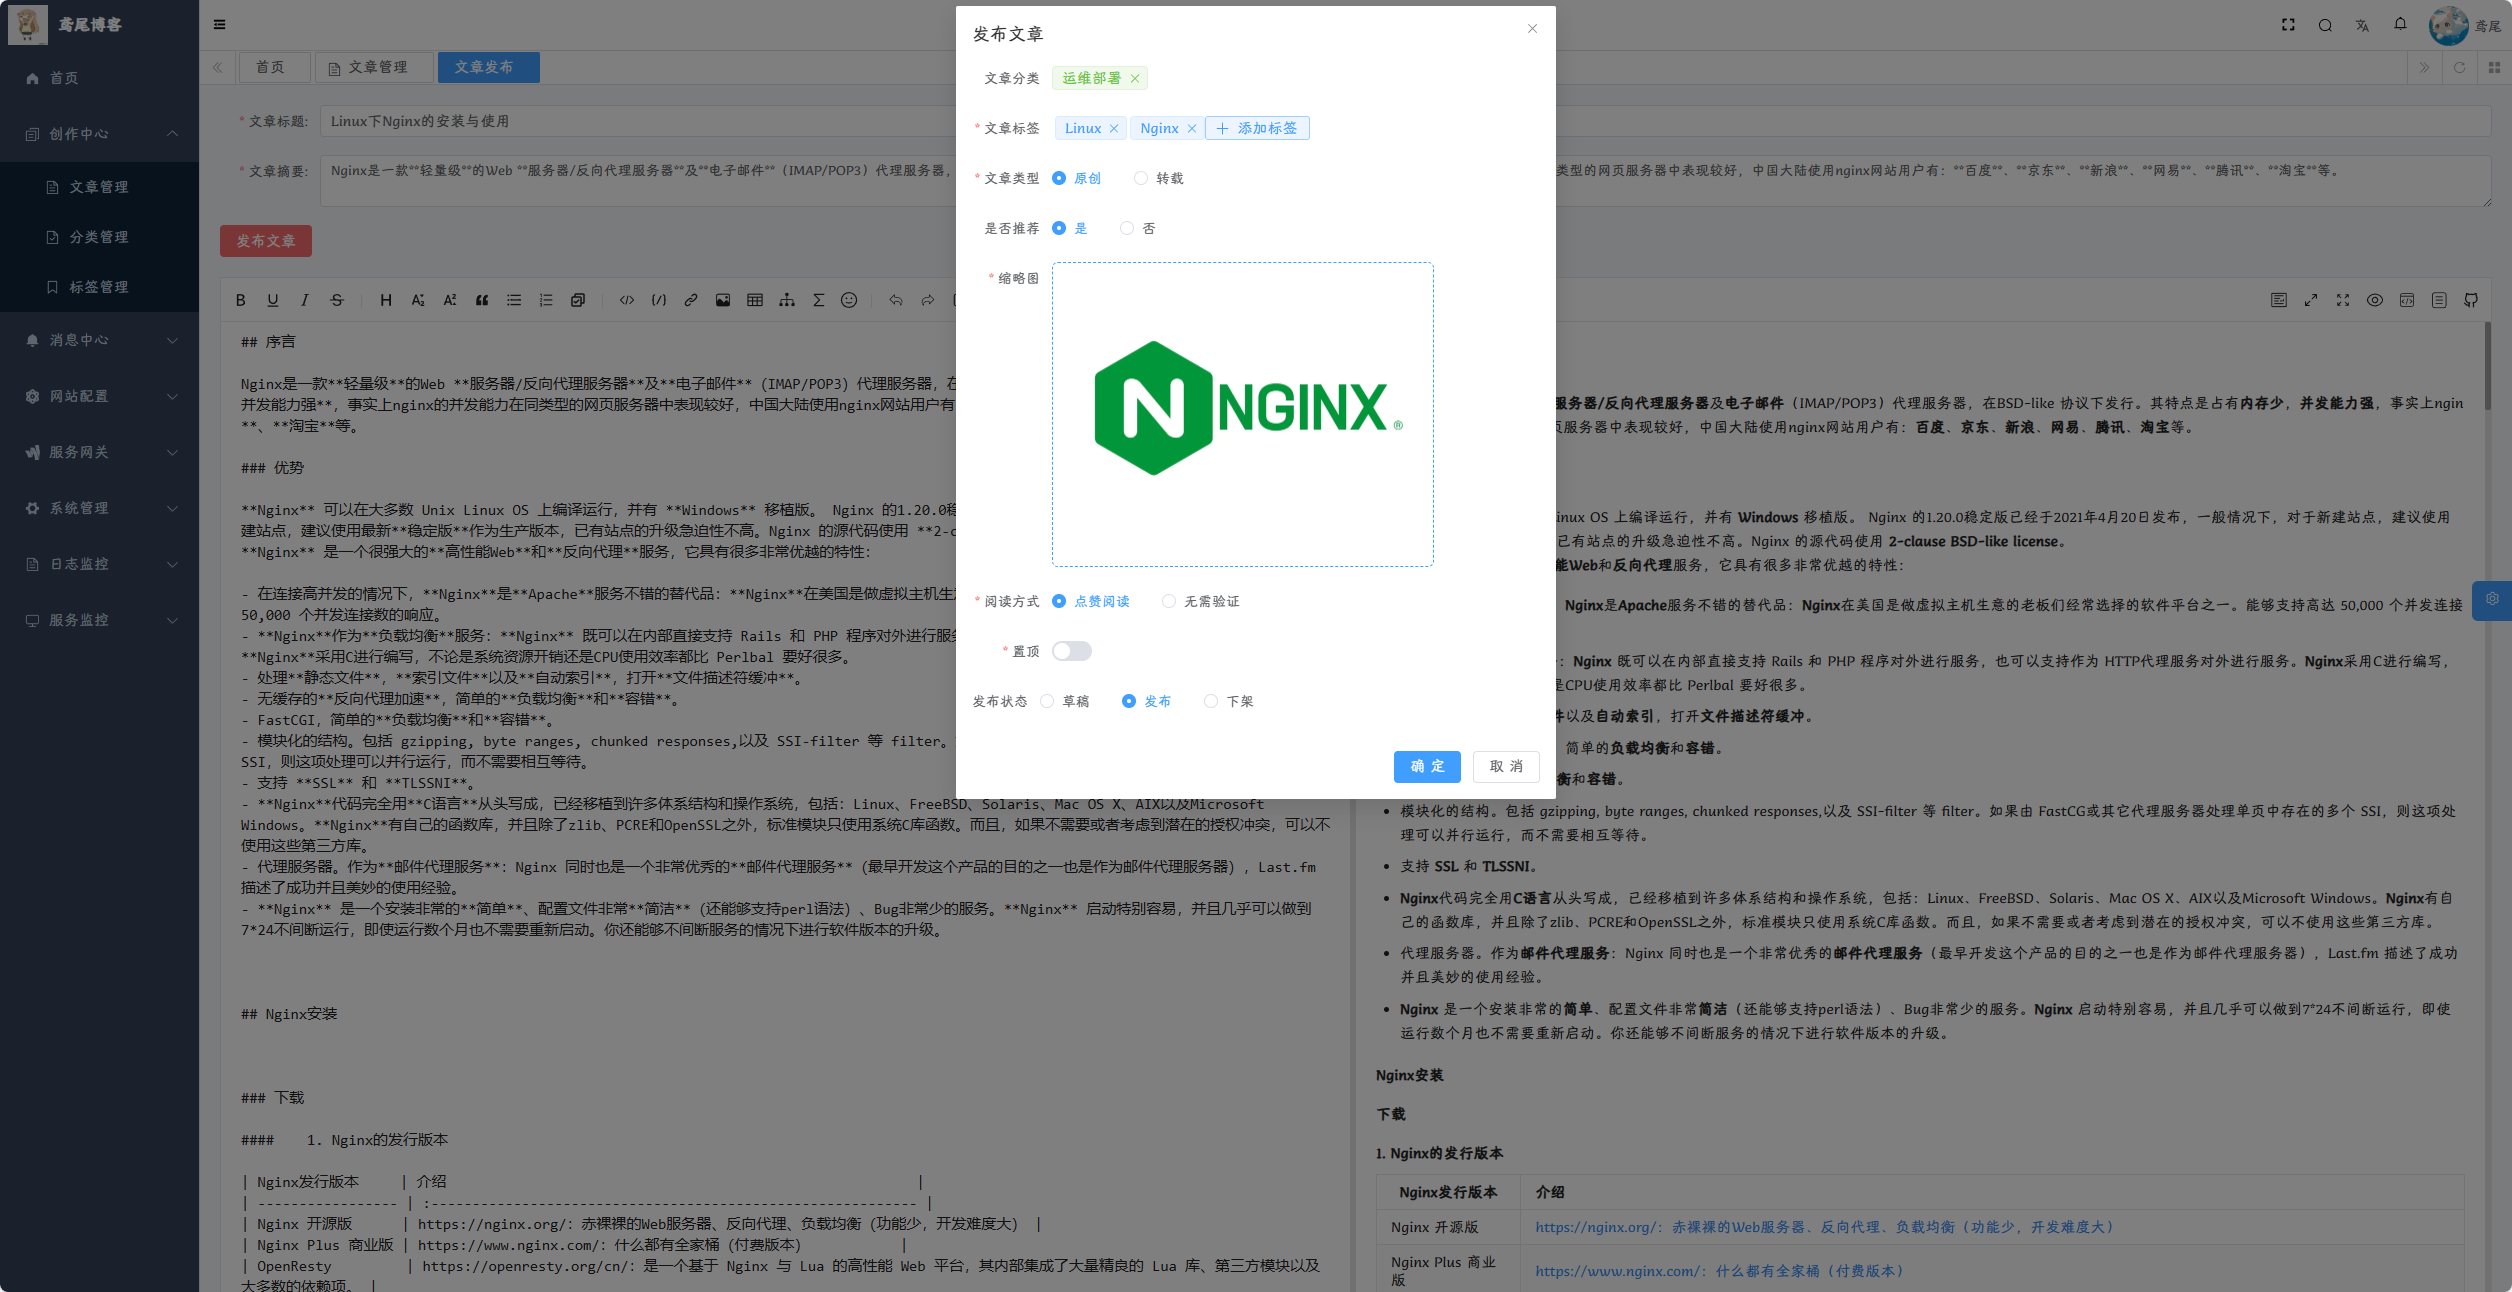 鸢尾博客
鸢尾
首页
文章管理
文章发布
首页
创作中心
文章管理
分类管理
标签管理
消息中心
网站配置
服务网关
系统管理
日志监控
服务监控
* 文章标题: Linux下Nginx的安装与使用
* 文章摘要: Nginx是一款**轻量级**的Web **服务器/反向代理服务器**及**电子邮件**（IMAP/POP3）代理服务器，
类型的网页服务器中表现较好，中国大陆使用nginx网站用户有：**百度**、**京东**、**新浪**、**网易**、**腾讯**、**淘宝**等。
发布文章
## 序言
Nginx是一款**轻量级**的Web **服务器/反向代理服务器**及**电子邮件**（IMAP/POP3）代理服务器，在
并发能力强**，事实上nginx的并发能力在同类型的网页服务器中表现较好，中国大陆使用nginx网站用户有
**、**淘宝**等。
### 优势
**Nginx** 可以在大多数 Unix Linux OS 上编译运行，并有 **Windows** 移植版。 Nginx 的1.20.0稳
建站点，建议使用最新**稳定版**作为生产版本，已有站点的升级急迫性不高。Nginx 的源代码使用 **2-c
**Nginx** 是一个很强大的**高性能Web**和**反向代理**服务，它具有很多非常优越的特性：
- 在连接高并发的情况下，**Nginx**是**Apache**服务不错的替代品：**Nginx**在美国是做虚拟主机生
50,000 个并发连接数的响应。
- **Nginx**作为**负载均衡**服务：**Nginx** 既可以在内部直接支持 Rails 和 PHP 程序对外进行服务
**Nginx**采用C进行编写，不论是系统资源开销还是CPU使用效率都比 Perlbal 要好很多。
- 处理**静态文件**，**索引文件**以及**自动索引**，打开**文件描述符缓冲**。
- 无缓存的**反向代理加速**，简单的**负载均衡**和**容错**。
- FastCGI，简单的**负载均衡**和**容错**。
- 模块化的结构。包括 gzipping, byte ranges, chunked responses,以及 SSI-filter 等 filter。
SSI，则这项处理可以并行运行，而不需要相互等待。
- 支持 **SSL** 和 **TLSSNI**。
- **Nginx**代码完全用**C语言**从头写成，已经移植到许多体系结构和操作系统，包括：Linux、FreeBSD、Solaris、Mac OS X、AIX以及Microsoft
Windows。**Nginx**有自己的函数库，并且除了zlib、PCRE和OpenSSL之外，标准模块只使用系统C库函数。而且，如果不需要或者考虑到潜在的授权冲突，可以不
使用这些第三方库。
- 代理服务器。作为**邮件代理服务**：Nginx 同时也是一个非常优秀的**邮件代理服务**（最早开发这个产品的目的之一也是作为邮件代理服务器），Last.fm
描述了成功并且美妙的使用经验。
- **Nginx** 是一个安装非常的**简单**、配置文件非常**简洁**（还能够支持perl语法）、Bug非常少的服务。**Nginx** 启动特别容易，并且几乎可以做到
7*24不间断运行，即使运行数个月也不需要重新启动。你还能够不间断服务的情况下进行软件版本的升级。
## Nginx安装
### 下载
#### 1. Nginx的发行版本
| Nginx发行版本 | 介绍 |
| ----------------- | :----------------------------------------------------------- |
| Nginx 开源版 | https://nginx.org/：赤裸裸的Web服务器、反向代理、负载均衡（功能少，开发难度大） |
| Nginx Plus 商业版 | https://www.nginx.com/：什么都有全家桶（付费版本） |
| OpenResty | https://openresty.org/cn/：是一个基于 Nginx 与 Lua 的高性能 Web 平台，其内部集成了大量精良的 Lua 库、第三方模块以及
大多数的依赖项。 |
发布文章
文章分类 运维部署
* 文章标签 Linux Nginx + 添加标签
* 文章类型 原创 转载
是否推荐 是 否
* 缩略图
N NGINX®
* 阅读方式 点赞阅读 无需验证
* 置顶
发布状态 草稿 发布 下架
确 定 取 消
服务器/反向代理服务器及电子邮件（IMAP/POP3）代理服务器，在BSD-like 协议下发行。其特点是占有内存少，并发能力强，事实上ngin
页服务器中表现较好，中国大陆使用nginx网站用户有：百度、京东、新浪、网易、腾讯、淘宝等。
inux OS 上编译运行，并有 Windows 移植版。 Nginx 的1.20.0稳定版已经于2021年4月20日发布，一般情况下，对于新建站点，建议使用
已有站点的升级急迫性不高。Nginx 的源代码使用 2-clause BSD-like license。
能Web和反向代理服务，它具有很多非常优越的特性：
Nginx是Apache服务不错的替代品：Nginx在美国是做虚拟主机生意的老板们经常选择的软件平台之一。能够支持高达 50,000 个并发连接
：Nginx 既可以在内部直接支持 Rails 和 PHP 程序对外进行服务，也可以支持作为 HTTP代理服务对外进行服务。Nginx采用C进行编写，
是CPU使用效率都比 Perlbal 要好很多。
件以及自动索引，打开文件描述符缓冲。
简单的负载均衡和容错。
衡和容错。
模块化的结构。包括 gzipping, byte ranges, chunked responses,以及 SSI-filter 等 filter。如果由 FastCG或其它代理服务器处理单页中存在的多个 SSI，则这项处
理可以并行运行，而不需要相互等待。
支持 SSL 和 TLSSNI。
Nginx代码完全用C语言从头写成，已经移植到许多体系结构和操作系统，包括：Linux、FreeBSD、Solaris、Mac OS X、AIX以及Microsoft Windows。Nginx有自
己的函数库，并且除了zlib、PCRE和OpenSSL之外，标准模块只使用系统C库函数。而且，如果不需要或者考虑到潜在的授权冲突，可以不使用这些第三方库。
代理服务器。作为邮件代理服务：Nginx 同时也是一个非常优秀的邮件代理服务（最早开发这个产品的目的之一也是作为邮件代理服务器），Last.fm 描述了成功
并且美妙的使用经验。
Nginx 是一个安装非常的简单、配置文件非常简洁（还能够支持perl语法）、Bug非常少的服务。Nginx 启动特别容易，并且几乎可以做到7*24不间断运行，即使
运行数个月也不需要重新启动。你还能够不间断服务的情况下进行软件版本的升级。
Nginx安装
下载
1. Nginx的发行版本
Nginx发行版本 介绍
Nginx 开源版 https://nginx.org/：赤裸裸的Web服务器、反向代理、负载均衡（功能少，开发难度大）
Nginx Plus 商业
版 https://www.nginx.com/：什么都有全家桶（付费版本）